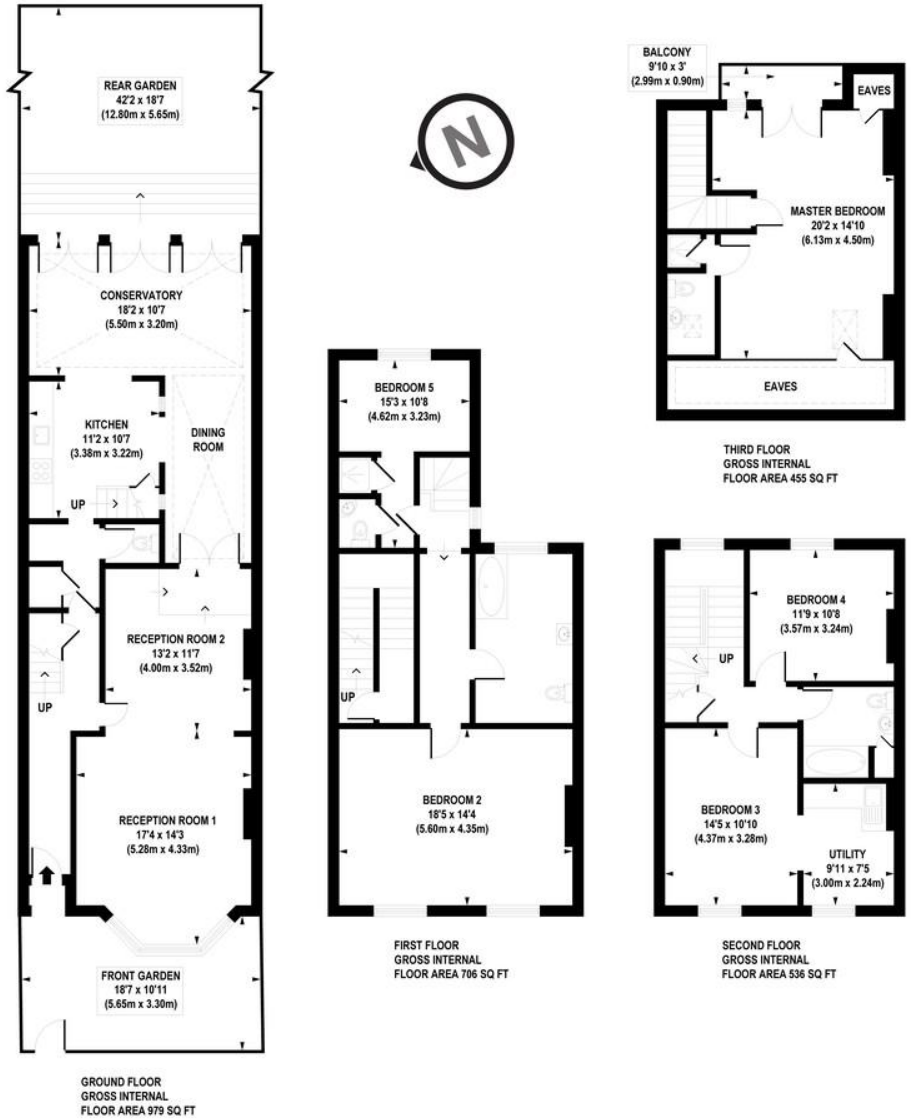 REAR GARDEN
42'2 x 18'7
(12.80m x 5.65m)
CONSERVATORY
18'2 x 10'7
(5.50m x 3.20m)
KITCHEN
11'2 x 10'7
(3.38m x 3.22m)
DINING
ROOM
UP
RECEPTION ROOM 2
13'2 x 11'7
(4.00m x 3.52m)
UP
RECEPTION ROOM 1
17'4 x 14'3
(5.28m x 4.33m)
FRONT GARDEN
18'7 x 10'11
(5.65m x 3.30m)
GROUND FLOOR
GROSS INTERNAL
FLOOR AREA 979 SQ FT
N
BEDROOM 5
15'3 x 10'8
(4.62m x 3.23m)
UP
BEDROOM 2
18'5 x 14'4
(5.60m x 4.35m)
FIRST FLOOR
GROSS INTERNAL
FLOOR AREA 706 SQ FT
BALCONY
9'10 x 3'
(2.99m x 0.90m)
EAVES
MASTER BEDROOM
20'2 x 14'10
(6.13m x 4.50m)
EAVES
THIRD FLOOR
GROSS INTERNAL
FLOOR AREA 455 SQ FT
BEDROOM 4
11'9 x 10'8
(3.57m x 3.24m)
UP
BEDROOM 3
14'5 x 10'10
(4.37m x 3.28m)
UTILITY
9'11 x 7'5
(3.00m x 2.24m)
SECOND FLOOR
GROSS INTERNAL
FLOOR AREA 536 SQ FT